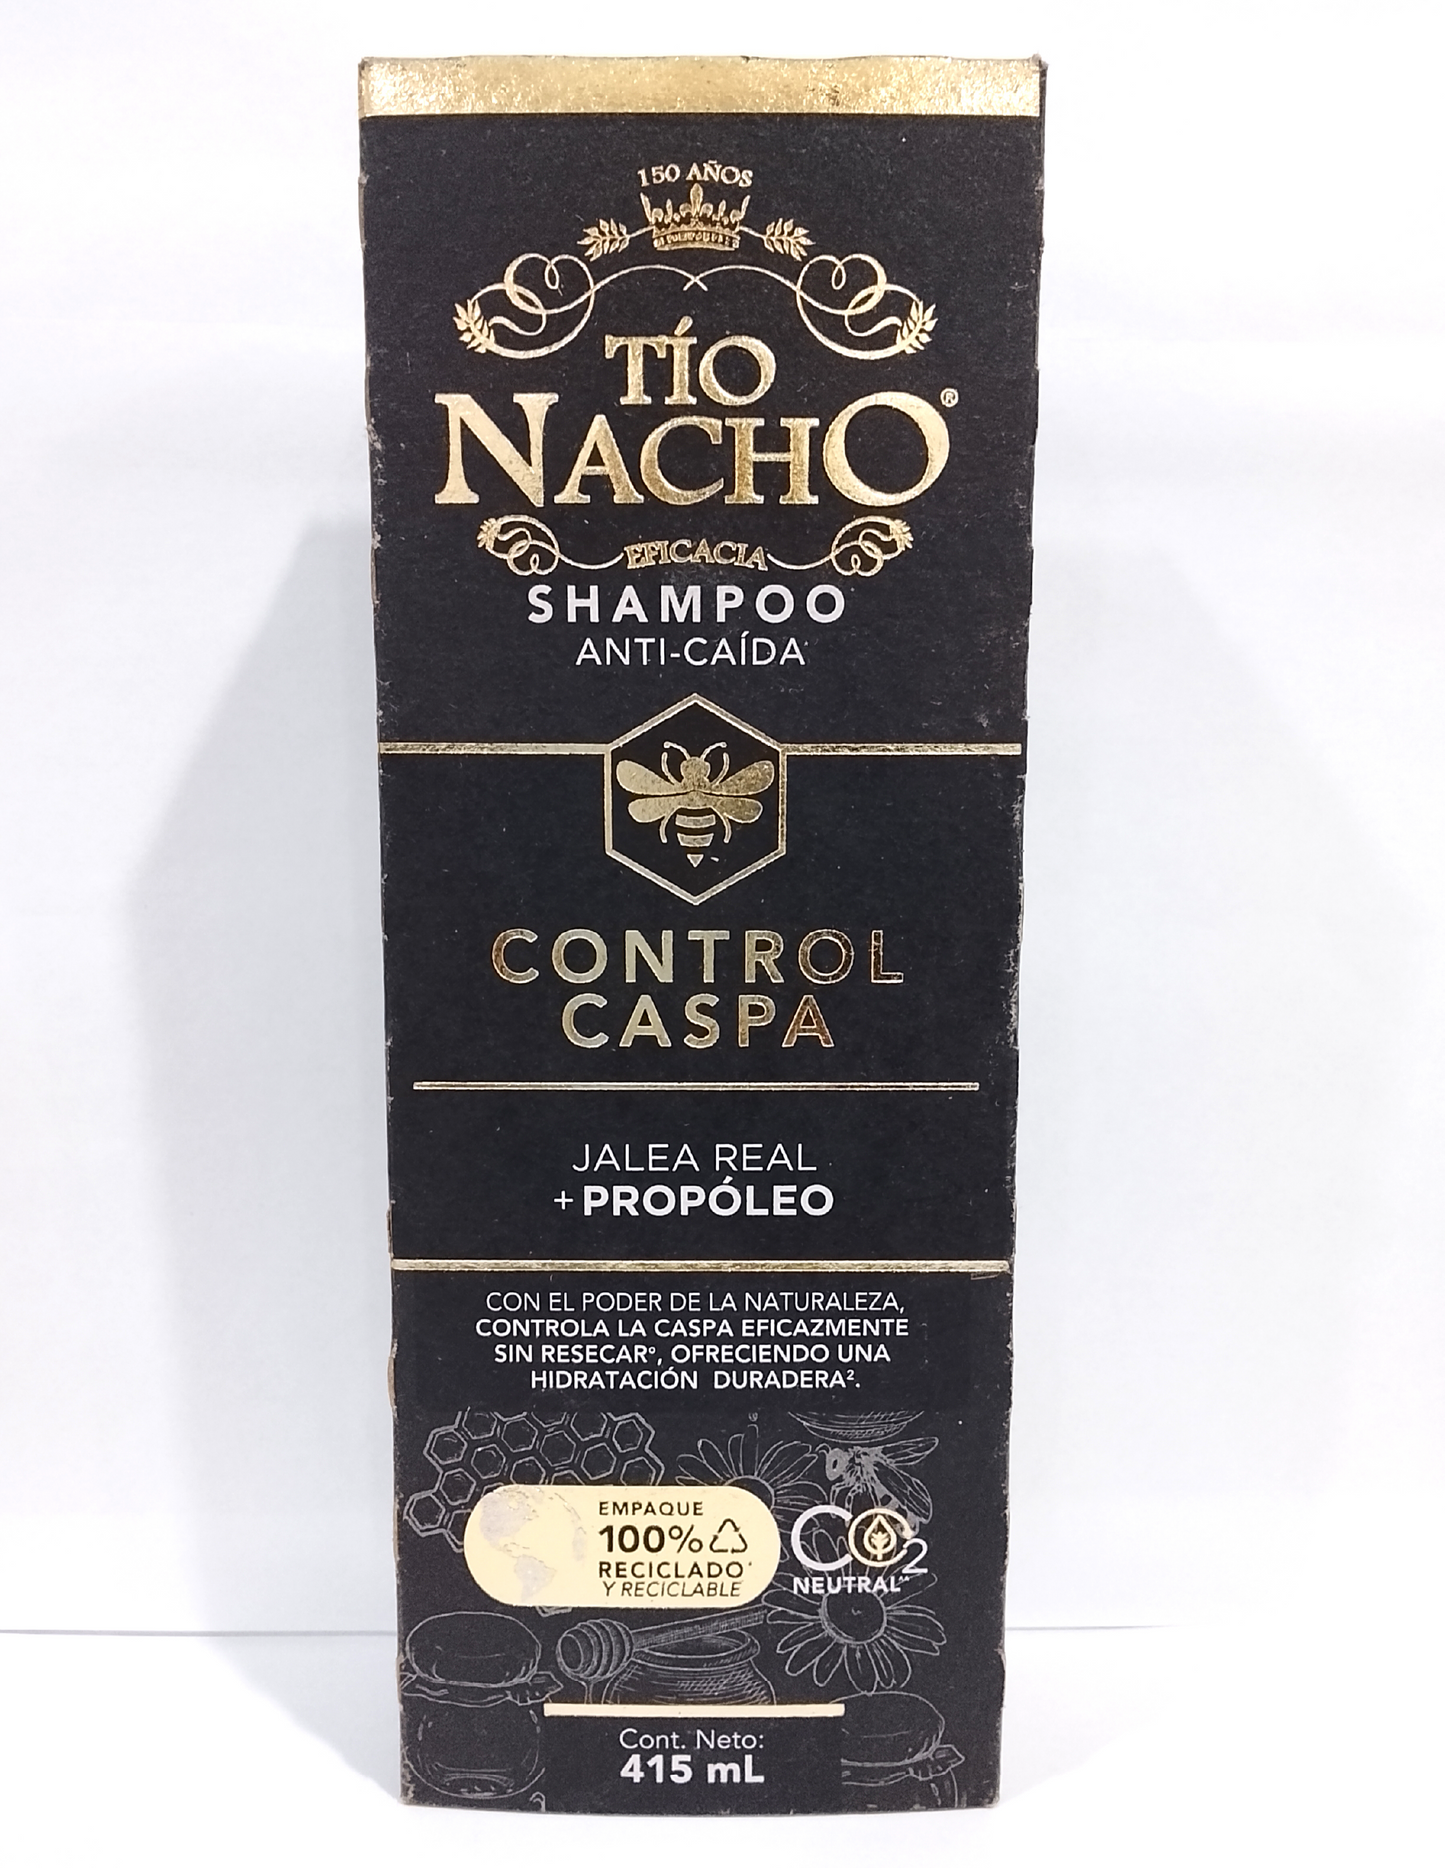 150 AÑOS
TÍO
NACHO®
EFICACIA
SHAMPOO
ANTI-CAÍDA
CONTROL
CASPA
JALEA REAL
+PROPÓLEO
CON EL PODER DE LA NATURALEZA,
CONTROLA LA CASPA EFICAZMENTE
SIN RESECAR°, OFRECIENDO UNA
HIDRATACIÓN DURADERA².
EMPAQUE
100%
RECICLADO*
Y RECICLABLE
CO2
NEUTRAL^^
Cont. Neto:
415 mL